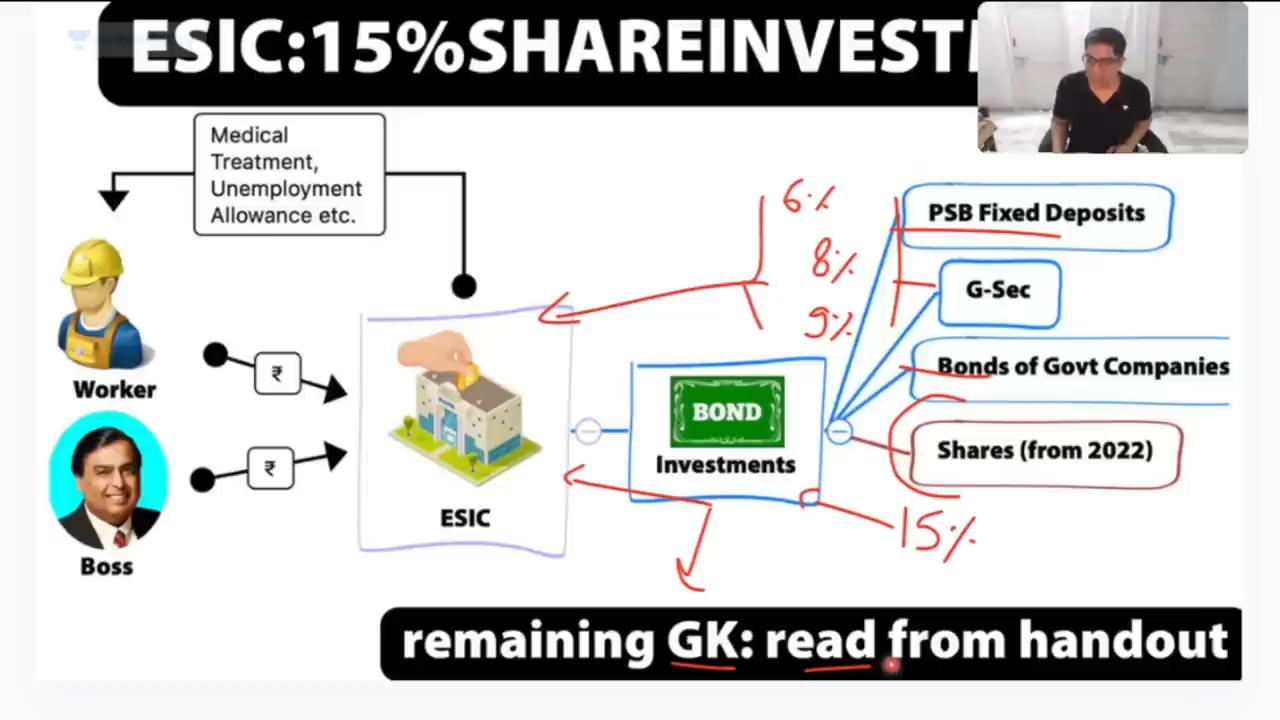 ESIC:15%SHAREINVEST
Medical
Treatment,
Unemployment
Allowance etc.
6%
PSB Fixed Deposits
8%
G-Sec
9%
₹
Worker
Bonds of Govt Companies
BOND
Investments
Shares (from 2022)
₹
ESIC
15%
Boss
remaining GK: read from handout